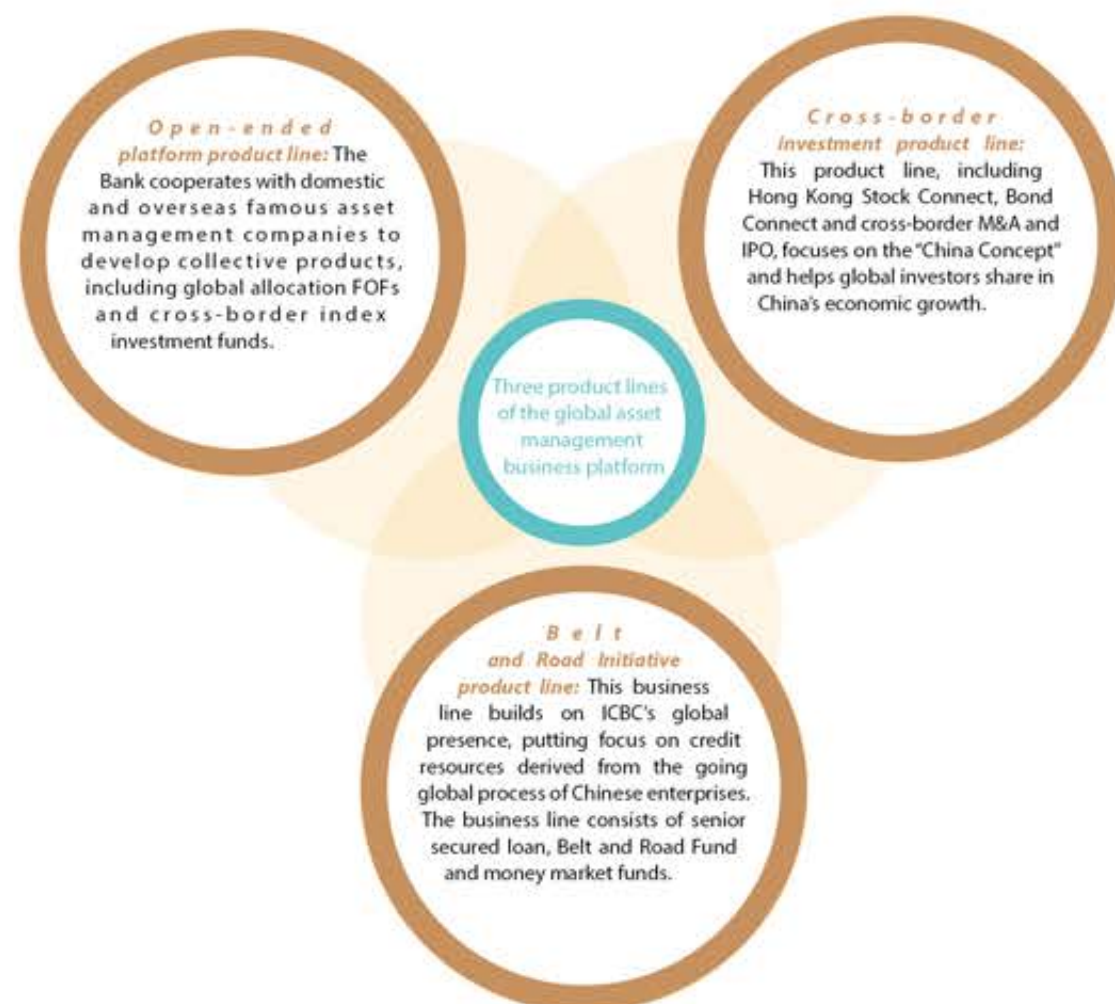 Open-ended
platform product line: The
Bank cooperates with domestic
and overseas famous asset
management companies to
develop collective products,
including global allocation FOFs
and cross-border index
investment funds.
Cross-border
investment product line:
This product line, including
Hong Kong Stock Connect, Bond
Connect and cross-border M&A and
IPO, focuses on the "China Concept"
and helps global investors share in
China's economic growth.
Three product lines
of the global asset
management
business platform
Belt
and Road Initiative
product line: This business
line builds on ICBC's global
presence, putting focus on credit
resources derived from the going
global process of Chinese enterprises.
The business line consists of senior
secured loan, Belt and Road Fund
and money market funds.